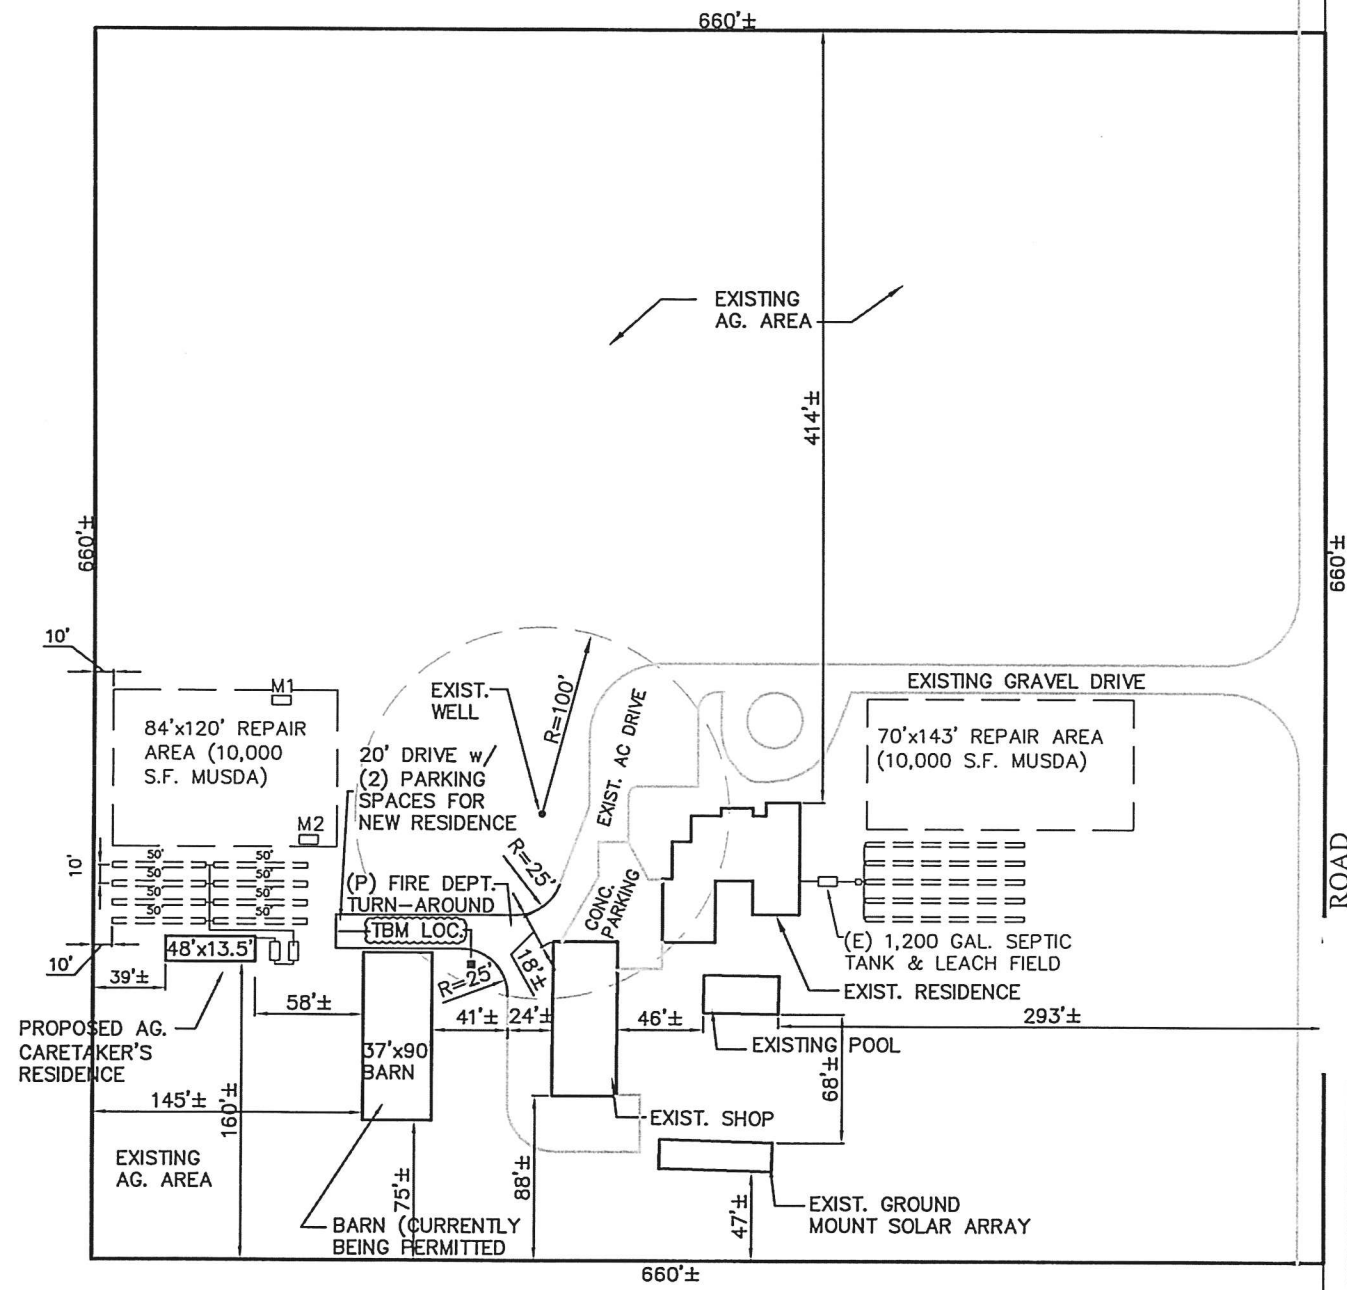 660'±
EXISTING
AG. AREA
414'±
660'±
660'±
10'
M1
84'x120' REPAIR
AREA (10,000
S.F. MUSDA)
M2
EXIST.
WELL
R=100'
EXIST. AC DRIVE
EXISTING GRAVEL DRIVE
70'x143' REPAIR AREA
(10,000 S.F. MUSDA)
20' DRIVE w/
(2) PARKING
SPACES FOR
NEW RESIDENCE
R=25'
10'
50'
50'
50'
50'
50'
50'
50'
50'
(P) FIRE DEPT.
TURN-AROUND
CONC.
PARKING
ROAD
TBM LOC.
48'x13.5'
10'
39'±
58'±
R=25'
18'±
(E) 1,200 GAL. SEPTIC
TANK & LEACH FIELD
EXIST. RESIDENCE
41'±
24'±
46'±
293'±
PROPOSED AG.
CARETAKER'S
RESIDENCE
37'x90
BARN
EXISTING POOL
68'±
145'±
160'±
EXIST. SHOP
EXISTING
AG. AREA
75'±
88'±
47'±
BARN (CURRENTLY
BEING PERMITTED
EXIST. GROUND
MOUNT SOLAR ARRAY
660'±